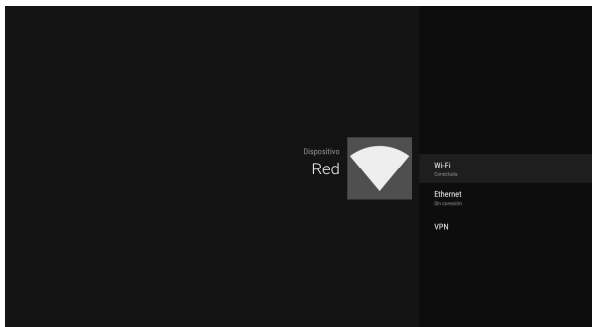 Dispositivo
Red
Wi-Fi
Conectada
Ethernet
Sin conexión
VPN